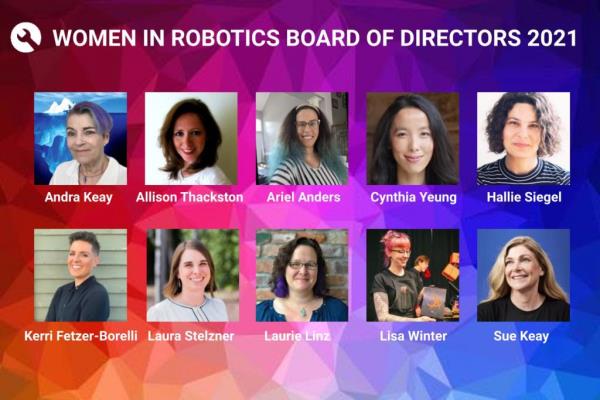 WOMEN IN ROBOTICS BOARD OF DIRECTORS 2021
Andra Keay
Allison Thackston
Ariel Anders
Cynthia Yeung
Hallie Siegel
Kerri Fetzer-Borelli
Laura Stelzner
Laurie Linz
Lisa Winter
Sue Keay